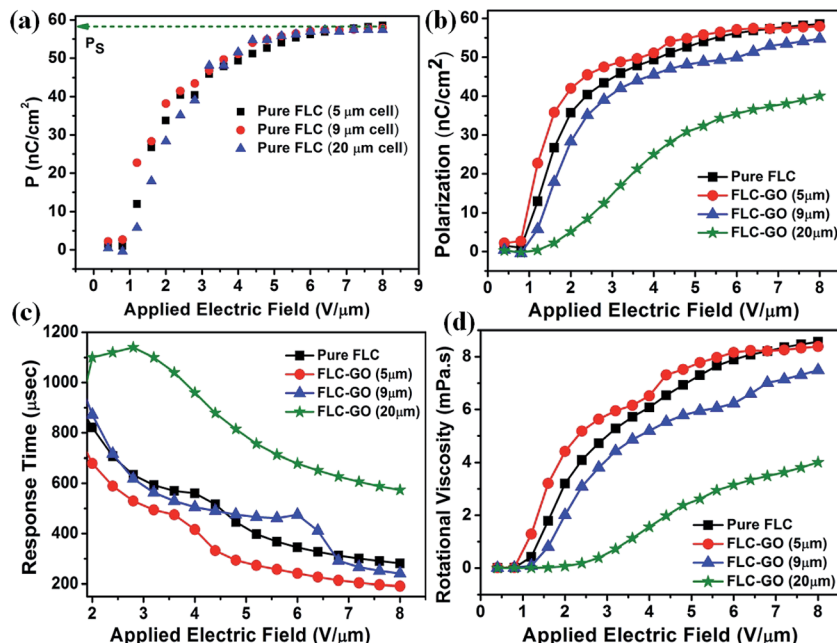 (a)
60
50
40
30
20
10
0
P (nC/cm²)
Pₛ
Pure FLC (5 μm cell)
Pure FLC (9 μm cell)
Pure FLC (20 μm cell)
0 1 2 3 4 5 6 7 8 9
Applied Electric Field (V/μm)
(b)
60
50
40
30
20
10
0
Polarization (nC/cm²)
Pure FLC
FLC-GO (5μm)
FLC-GO (9μm)
FLC-GO (20μm)
0 1 2 3 4 5 6 7 8
Applied Electric Field (V/μm)
(c)
1200
1000
800
600
400
200
Response Time (μsec)
Pure FLC
FLC-GO (5μm)
FLC-GO (9μm)
FLC-GO (20μm)
2 3 4 5 6 7 8
Applied Electric Field (V/μm)
(d)
8
6
4
2
0
Rotational Viscosity (mPa.s)
Pure FLC
FLC-GO (5μm)
FLC-GO (9μm)
FLC-GO (20μm)
0 1 2 3 4 5 6 7 8
Applied Electric Field (V/μm)